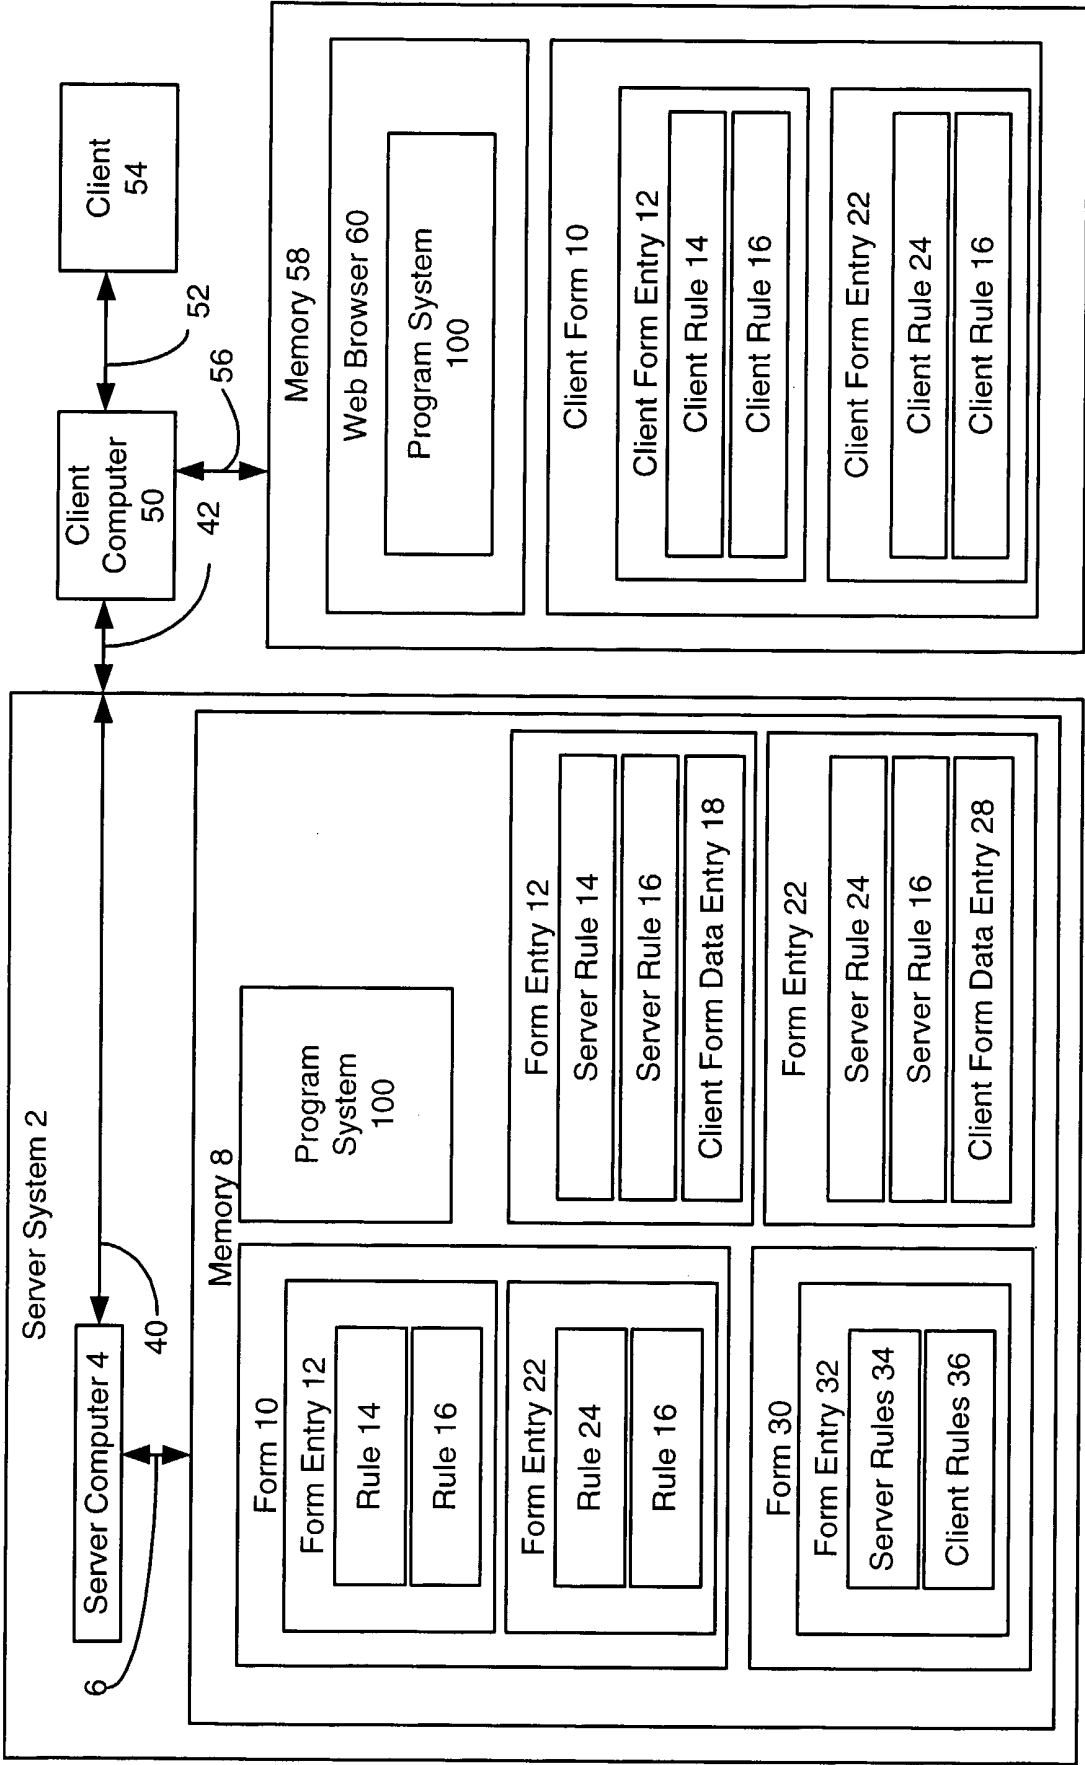 Server System 2
Server Computer 4
6
40
Memory 8
Form 10
Form Entry 12
Rule 14
Rule 16
Form Entry 22
Rule 24
Rule 16
Form 30
Form Entry 32
Server Rules 34
Client Rules 36
Program
System
100
Form Entry 12
Server Rule 14
Server Rule 16
Client Form Data Entry 18
Form Entry 22
Server Rule 24
Server Rule 16
Client Form Data Entry 28
42
Client
Computer
50
52
Client
54
56
Memory 58
Web Browser 60
Program System
100
Client Form 10
Client Form Entry 12
Client Rule 14
Client Rule 16
Client Form Entry 22
Client Rule 24
Client Rule 16